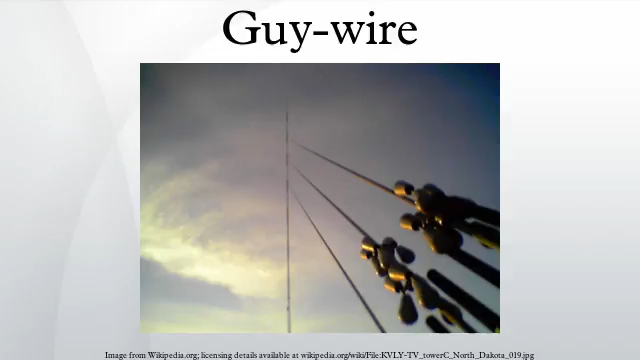 Guy-wire
Image from Wikipedia.org; licensing details available at wikipedia.org/wiki/File:KVLY-TV_towerC_North_Dakota_019.jpg